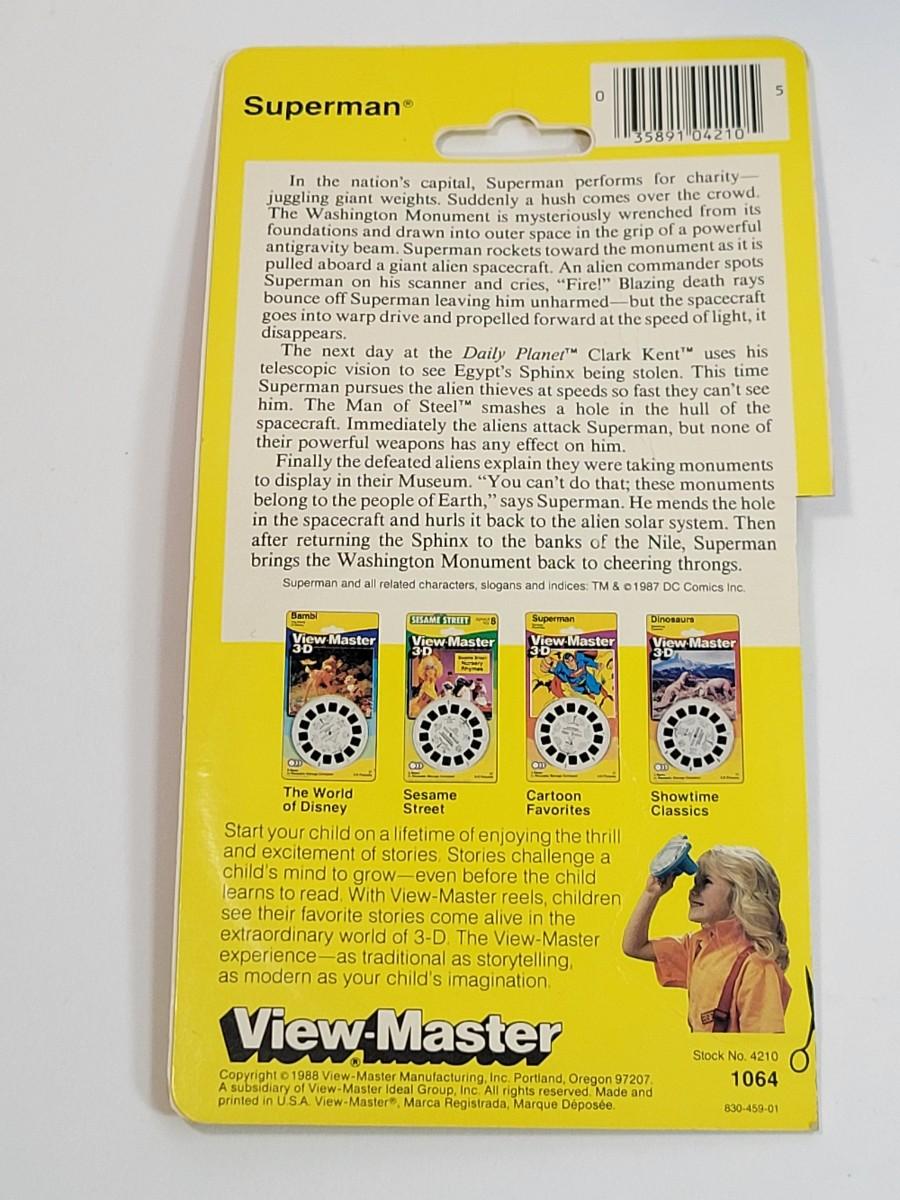 Superman®
0 35891 04210 5
In the nation's capital, Superman performs for charity—
juggling giant weights. Suddenly a hush comes over the crowd.
The Washington Monument is mysteriously wrenched from its
foundations and drawn into outer space in the grip of a powerful
antigravity beam. Superman rockets toward the monument as it is
pulled aboard a giant alien spacecraft. An alien commander spots
Superman on his scanner and cries, “Fire!” Blazing death rays
bounce off Superman leaving him unharmed—but the spacecraft
goes into warp drive and propelled forward at the speed of light, it
disappears.
The next day at the Daily Planet™ Clark Kent™ uses his
telescopic vision to see Egypt's Sphinx being stolen. This time
Superman pursues the alien thieves at speeds so fast they can't see
him. The Man of Steel™ smashes a hole in the hull of the
spacecraft. Immediately the aliens attack Superman, but none of
their powerful weapons has any effect on him.
Finally the defeated aliens explain they were taking monuments
to display in their Museum. “You can't do that; these monuments
belong to the people of Earth,” says Superman. He mends the hole
in the spacecraft and hurls it back to the alien solar system. Then
after returning the Sphinx to the banks of the Nile, Superman
brings the Washington Monument back to cheering throngs.
Superman and all related characters, slogans and indices: TM & © 1987 DC Comics Inc.
Bambi
View-Master
3-D
SESAME STREET
8
View-Master
3-D
Sesame Street
Nursery
Rhymes
Superman
View-Master
3-D
Dinosaurs
View-Master
3-D
The World
of Disney
Sesame
Street
Cartoon
Favorites
Showtime
Classics
Start your child on a lifetime of enjoying the thrill
and excitement of stories. Stories challenge a
child's mind to grow—even before the child
learns to read. With View-Master reels, children
see their favorite stories come alive in the
extraordinary world of 3-D. The View-Master
experience—as traditional as storytelling,
as modern as your child's imagination.
View-Master®
Copyright © 1988 View-Master Manufacturing, Inc. Portland, Oregon 97207.
A subsidiary of View-Master Ideal Group, Inc. All rights reserved. Made and
printed in U.S.A. View-Master®, Marca Registrada, Marque Déposée.
Stock No. 4210
1064
830-459-01